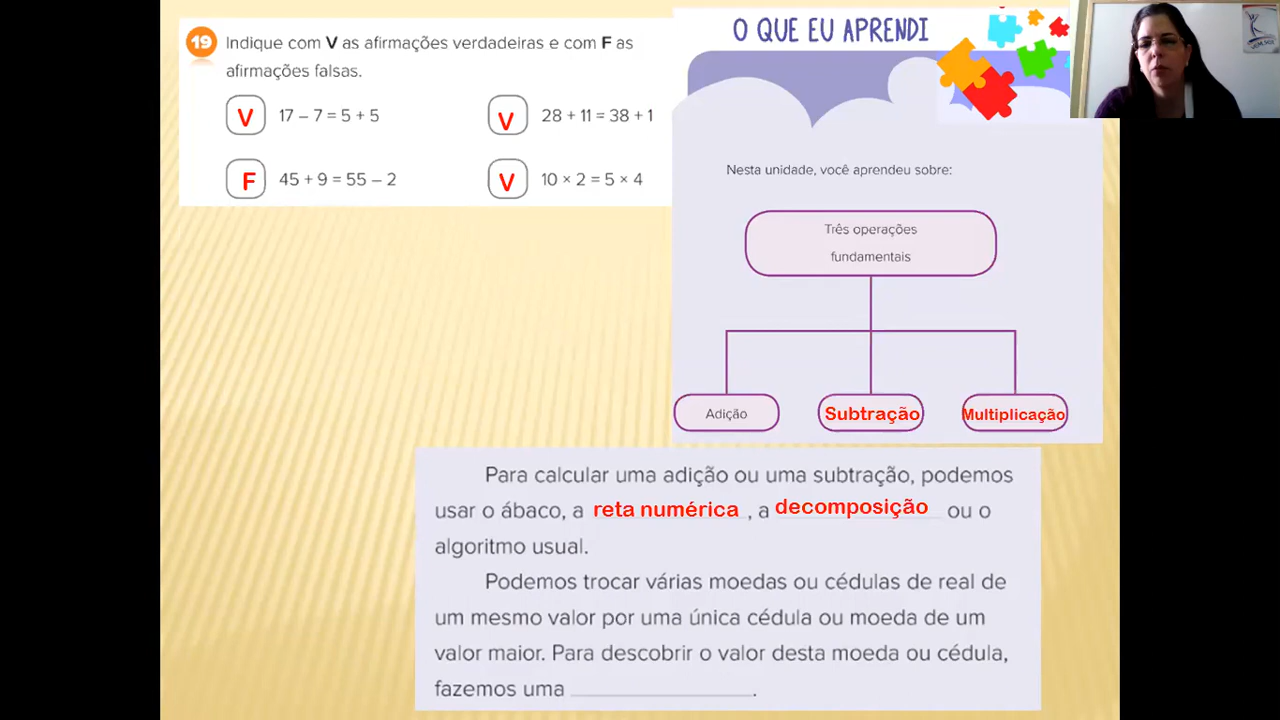 19 Indique com V as afirmações verdadeiras e com F as
afirmações falsas.
V 17 – 7 = 5 + 5
V 28 + 11 = 38 + 1
F 45 + 9 = 55 – 2
V 10 × 2 = 5 × 4
O QUE EU APRENDI
Nesta unidade, você aprendeu sobre:
Três operações
fundamentais
Adição
Subtração
Multiplicação
Para calcular uma adição ou uma subtração, podemos
usar o ábaco, a reta numérica, a decomposição ou o
algoritmo usual.
Podemos trocar várias moedas ou cédulas de real de
um mesmo valor por uma única cédula ou moeda de um
valor maior. Para descobrir o valor desta moeda ou cédula,
fazemos uma ____________.